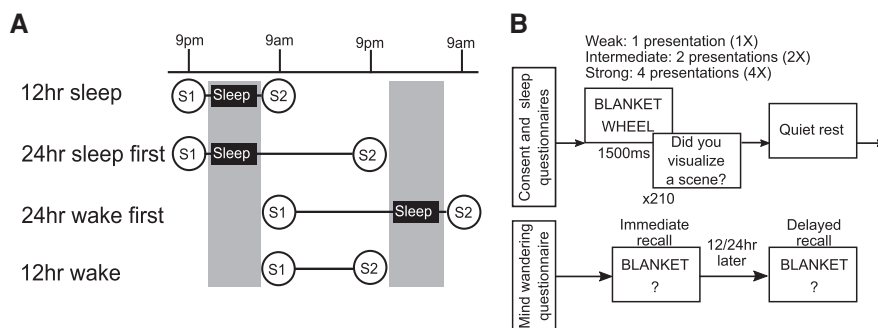 A
9pm
9am
9pm
9am
12hr sleep
S1
Sleep
S2
24hr sleep first
S1
Sleep
S2
24hr wake first
S1
Sleep
S2
12hr wake
S1
S2
B
Weak: 1 presentation (1X)
Intermediate: 2 presentations (2X)
Strong: 4 presentations (4X)
Consent and sleep
questionnaires
BLANKET
WHEEL
1500ms
Did you
visualize
a scene?
x210
Quiet rest
Mind wandering
questionnaire
Immediate
recall
BLANKET
?
12/24hr
later
Delayed
recall
BLANKET
?